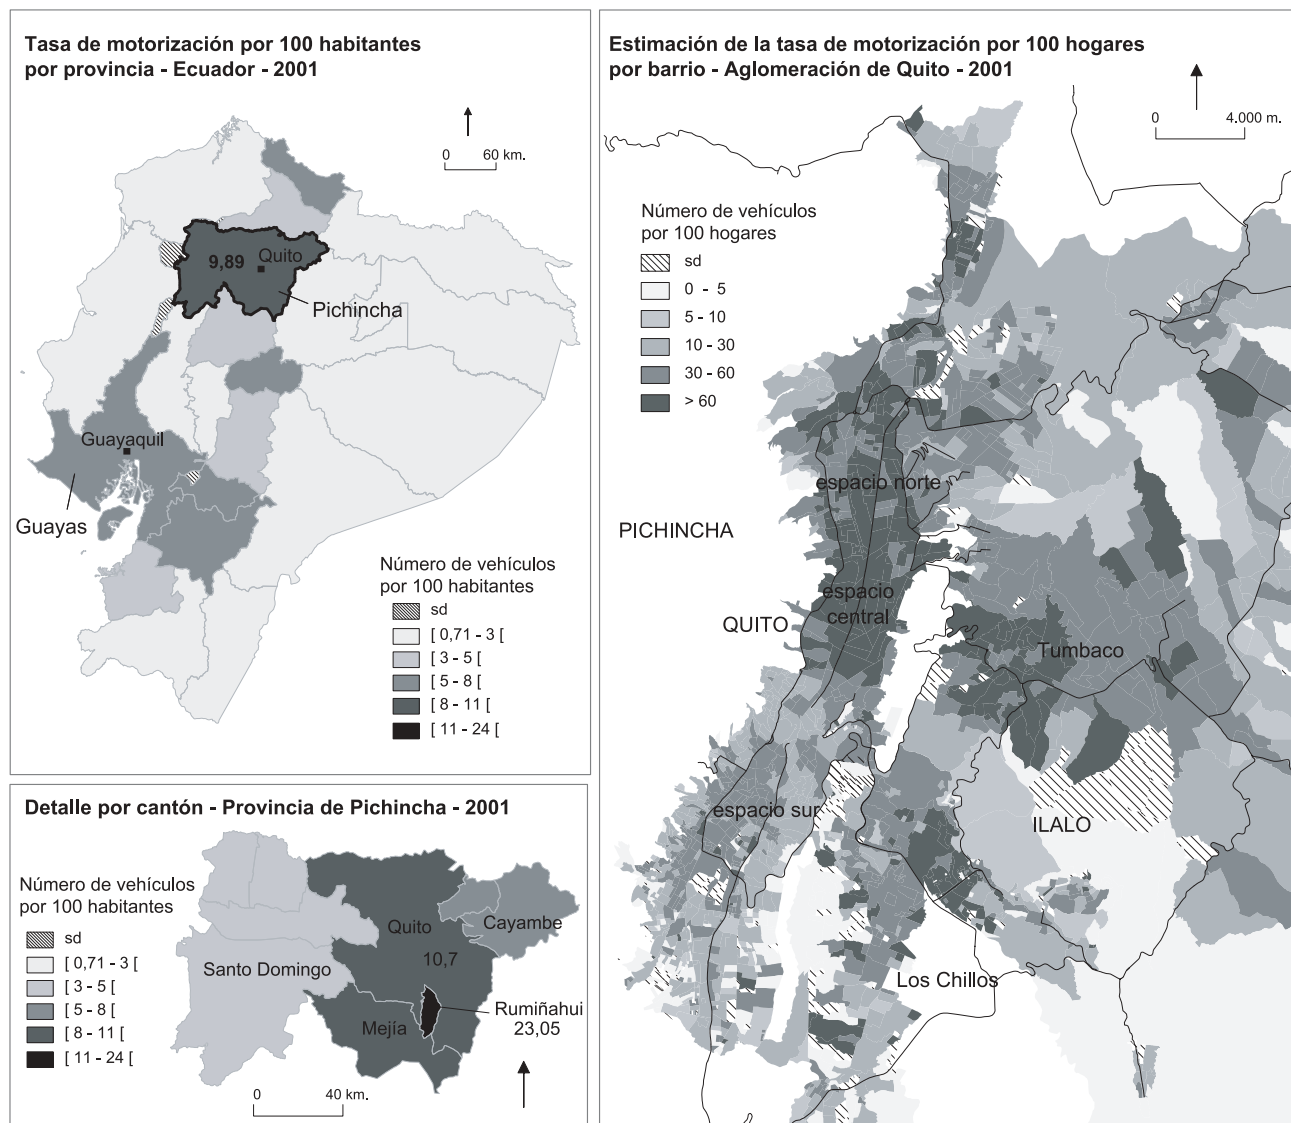 Tasa de motorización por 100 habitantes
por provincia - Ecuador - 2001
0 60 km.
9,89
Quito
Pichincha
Guayaquil
Guayas
Número de vehículos
por 100 habitantes
sd
[ 0,71 - 3 [
[ 3 - 5 [
[ 5 - 8 [
[ 8 - 11 [
[ 11 - 24 [
Detalle por cantón - Provincia de Pichincha - 2001
Número de vehículos
por 100 habitantes
sd
[ 0,71 - 3 [
[ 3 - 5 [
[ 5 - 8 [
[ 8 - 11 [
[ 11 - 24 [
Quito
Cayambe
10,7
Santo Domingo
Mejía
Rumiñahui
23,05
0 40 km.
Estimación de la tasa de motorización por 100 hogares
por barrio - Aglomeración de Quito - 2001
0 4.000 m.
Número de vehículos
por 100 hogares
sd
0 - 5
5 - 10
10 - 30
30 - 60
> 60
espacio norte
PICHINCHA
espacio
central
QUITO
Tumbaco
espacio sur
ILALO
Los Chillos